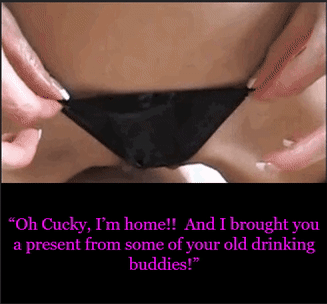 “Oh Cucky, I’m home!!  And I brought you
a present from some of your old drinking
buddies!”